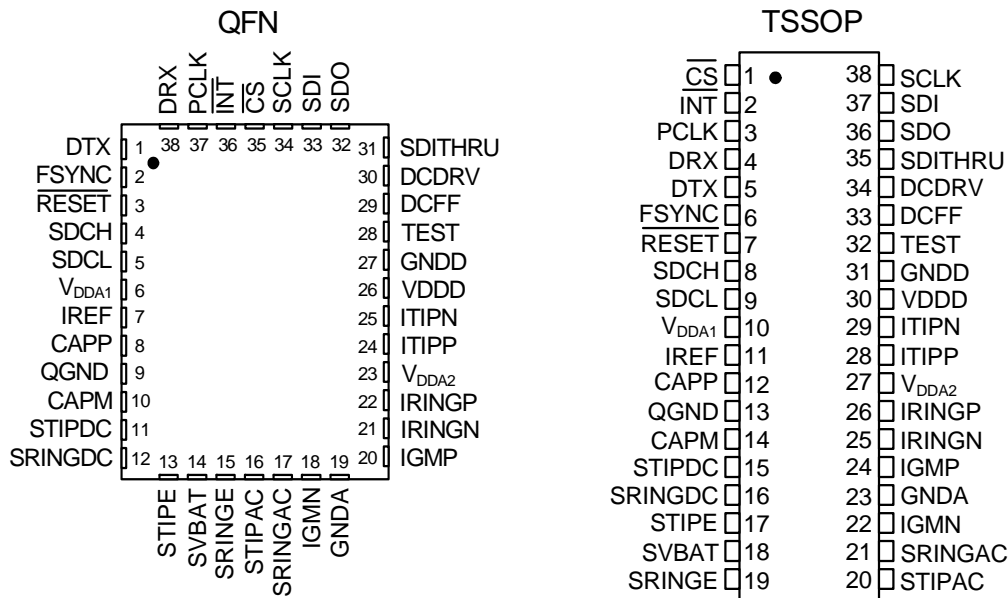 QFN
DRX
PCLK
INT
CS
SCLK
SDI
SDO
38 37 36 35 34 33 32
DTX 1
FSYNC 2
RESET 3
SDCH 4
SDCL 5
VDDA1 6
IREF 7
CAPP 8
QGND 9
CAPM 10
STIPDC 11
SRINGDC 12
31 SDITHRU
30 DCDRV
29 DCFF
28 TEST
27 GNDD
26 VDDD
25 ITIPN
24 ITIPP
23 VDDA2
22 IRINGP
21 IRINGN
20 IGMP
13 14 15 16 17 18 19
STIPE
SVBAT
SRINGE
STIPAC
SRINGAC
IGMN
GNDA
TSSOP
CS 1
INT 2
PCLK 3
DRX 4
DTX 5
FSYNC 6
RESET 7
SDCH 8
SDCL 9
VDDA1 10
IREF 11
CAPP 12
QGND 13
CAPM 14
STIPDC 15
SRINGDC 16
STIPE 17
SVBAT 18
SRINGE 19
38 SCLK
37 SDI
36 SDO
35 SDITHRU
34 DCDRV
33 DCFF
32 TEST
31 GNDD
30 VDDD
29 ITIPN
28 ITIPP
27 VDDA2
26 IRINGP
25 IRINGN
24 IGMP
23 GNDA
22 IGMN
21 SRINGAC
20 STIPAC